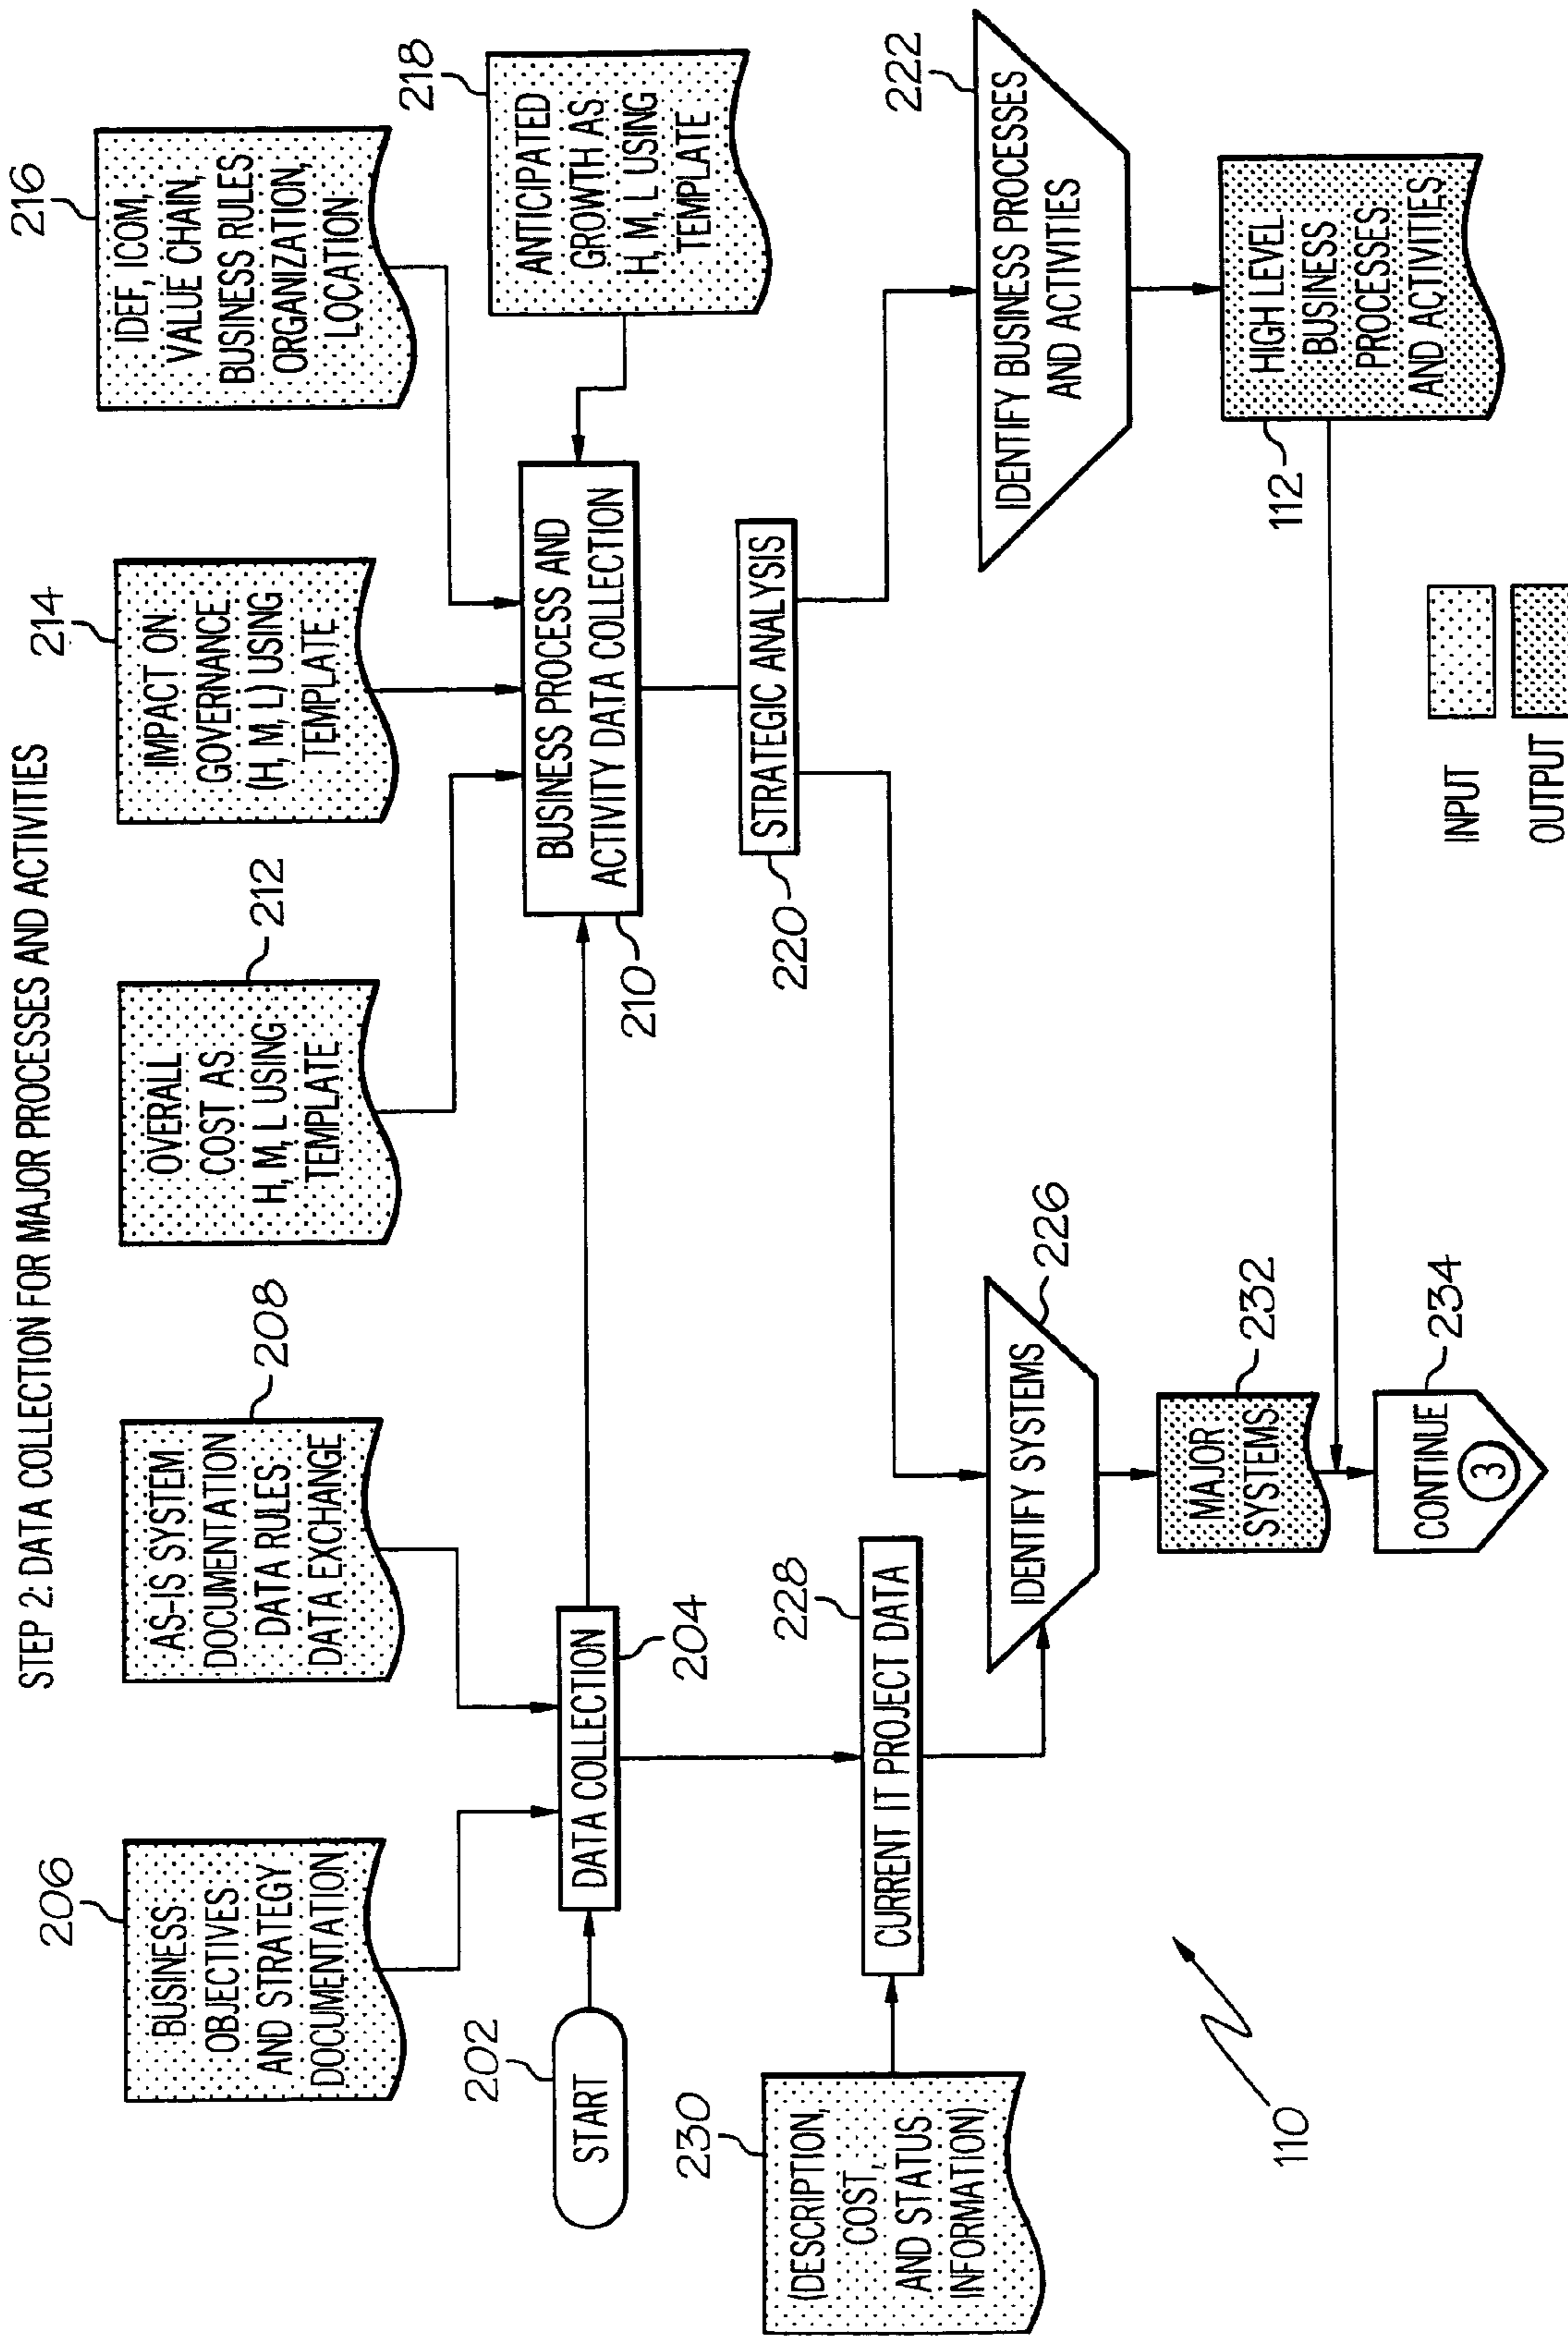 STEP 2: DATA COLLECTION FOR MAJOR PROCESSES AND ACTIVITIES
206
BUSINESS
OBJECTIVES
AND STRATEGY
DOCUMENTATION
208
AS-IS SYSTEM
DOCUMENTATION
DATA RULES
DATA EXCHANGE
212
OVERALL
COST AS
H, M, L USING
TEMPLATE
214
IMPACT ON
GOVERNANCE
(H, M, L) USING
TEMPLATE
216
IDEF, ICOM,
VALUE CHAIN,
BUSINESS RULES
ORGANIZATION,
LOCATION
218
ANTICIPATED
GROWTH AS
H, M, L USING
TEMPLATE
202
START
DATA COLLECTION
204
BUSINESS PROCESS AND
ACTIVITY DATA COLLECTION
210
STRATEGIC ANALYSIS
220
230
(DESCRIPTION,
COST,
AND STATUS
INFORMATION)
228
CURRENT IT PROJECT DATA
IDENTIFY SYSTEMS
226
222
IDENTIFY BUSINESS PROCESSES
AND ACTIVITIES
MAJOR
SYSTEMS
232
112
HIGH LEVEL
BUSINESS
PROCESSES
AND ACTIVITIES
CONTINUE
3
234
110
INPUT
OUTPUT